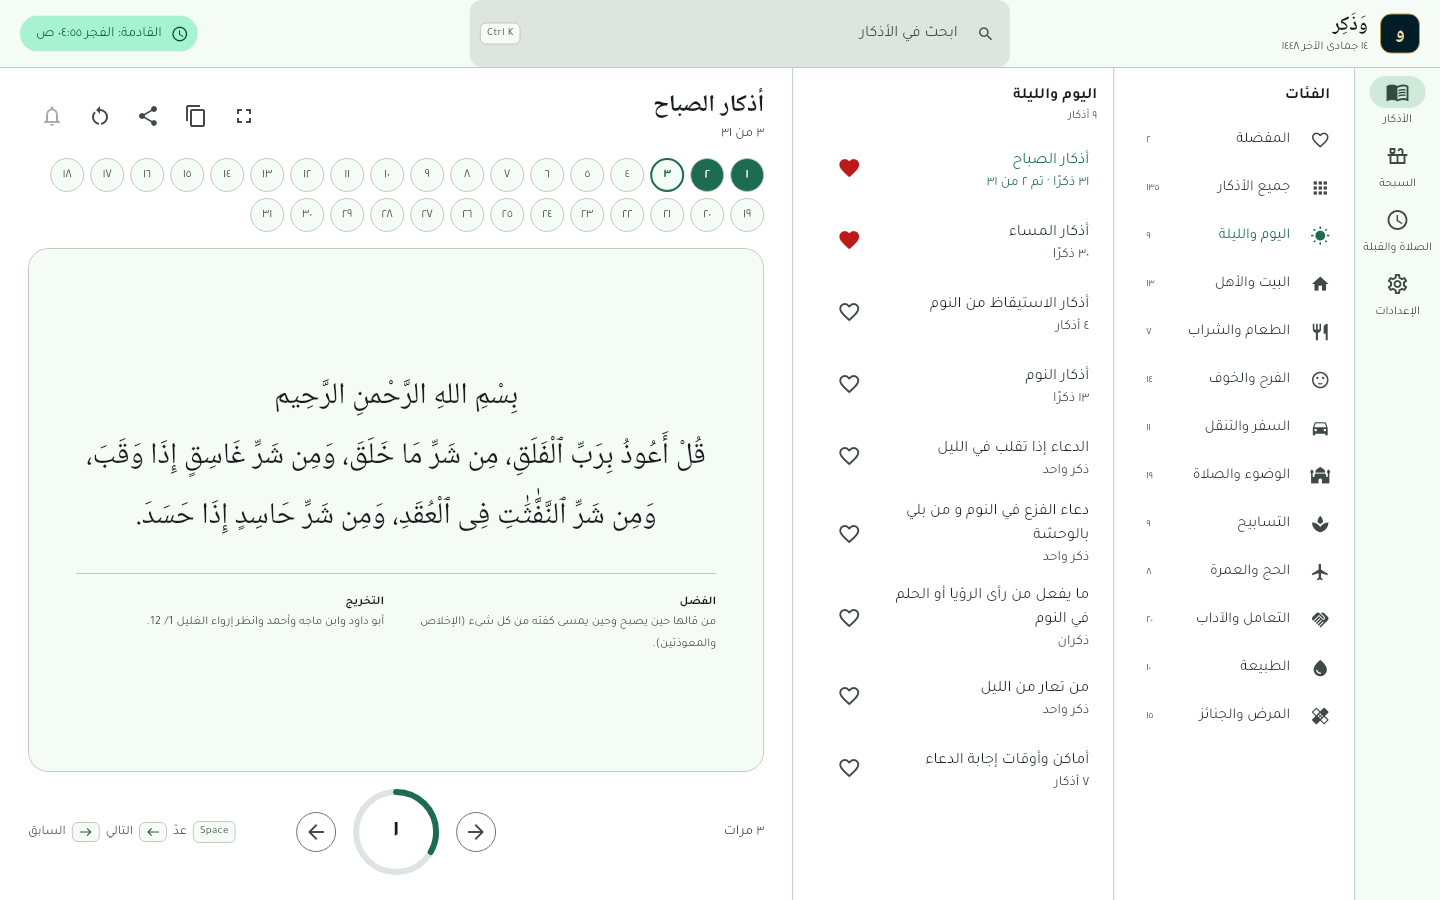 وَذَكِر
١٤ جمادى الآخر ١٤٤٨
ابحث في الأذكار
Ctrl K
القادمة: الفجر ٠٤:٥٥ ص
و
الأذكار
السبحة
الصلاة والقبلة
الإعدادات
الفئات
المفضلة ٢
جميع الأذكار ١٣٥
اليوم والليلة ٩
البيت والأهل ١٣
الطعام والشراب ٧
الفرح والخوف ١٤
السفر والتنقل ١١
الوضوء والصلاة ١٩
التسابيح ٩
الحج والعمرة ٨
التعامل والآداب ٢٠
الطبيعة ١٠
المرض والجنائز ١٥
اليوم والليلة
٩ أذكار
أذكار الصباح
٣١ ذكرًا · تم ٢ من ٣١
أذكار المساء
٣٠ ذكرًا
أذكار الاستيقاظ من النوم
٤ أذكار
أذكار النوم
١٣ ذكرًا
الدعاء إذا تقلب في الليل
ذكر واحد
دعاء الفزع في النوم و من بلي
بالوحشة
ذكر واحد
ما يفعل من رأى الرؤيا أو الحلم
في النوم
ذكران
من تعار من الليل
ذكر واحد
أماكن وأوقات إجابة الدعاء
٧ أذكار
أذكار الصباح
٣ من ٣١
١ ٢ ٣ ٤ ٥ ٦ ٧ ٨ ٩ ١٠ ١١ ١٢ ١٣ ١٤ ١٥ ١٦ ١٧ ١٨
١٩ ٢٠ ٢١ ٢٢ ٢٣ ٢٤ ٢٥ ٢٦ ٢٧ ٢٨ ٢٩ ٣٠ ٣١
بِسْمِ اللهِ الرَّحْمنِ الرَّحِيم
قُلْ أَعُوذُ بِرَبِّ ٱلْفَلَقِ، مِن شَرِّ مَا خَلَقَ، وَمِن شَرِّ غَاسِقٍ إِذَا وَقَبَ،
وَمِن شَرِّ ٱلنَّفَّٰثَٰتِ فِى ٱلْعُقَدِ، وَمِن شَرِّ حَاسِدٍ إِذَا حَسَدَ.
الفضل
من قالها حين يصبح وحين يمسى كفته من كل شىء (الإخلاص
والمعوذتين).
التخريج
أبو داود وابن ماجه وأحمد وانظر إرواء الغليل 1/ 12.
٣ مرات
١
Space عدّ ← التالي → السابق